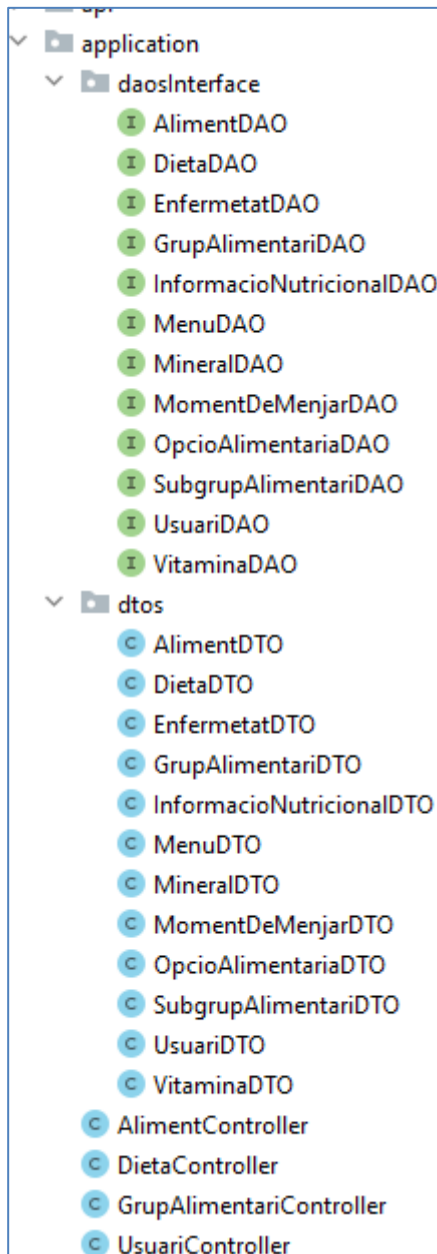 application
daosInterface
I AlimentDAO
I DietaDAO
I EnfermetatDAO
I GrupAlimentariDAO
I InformacioNutricionalDAO
I MenuDAO
I MineralDAO
I MomentDeMenjarDAO
I OpcioAlimentariaDAO
I SubgrupAlimentariDAO
I UsuariDAO
I VitaminaDAO
dtos
C AlimentDTO
C DietaDTO
C EnfermetatDTO
C GrupAlimentariDTO
C InformacioNutricionalDTO
C MenuDTO
C MineralDTO
C MomentDeMenjarDTO
C OpcioAlimentariaDTO
C SubgrupAlimentariDTO
C UsuariDTO
C VitaminaDTO
C AlimentController
C DietaController
C GrupAlimentariController
C UsuariController